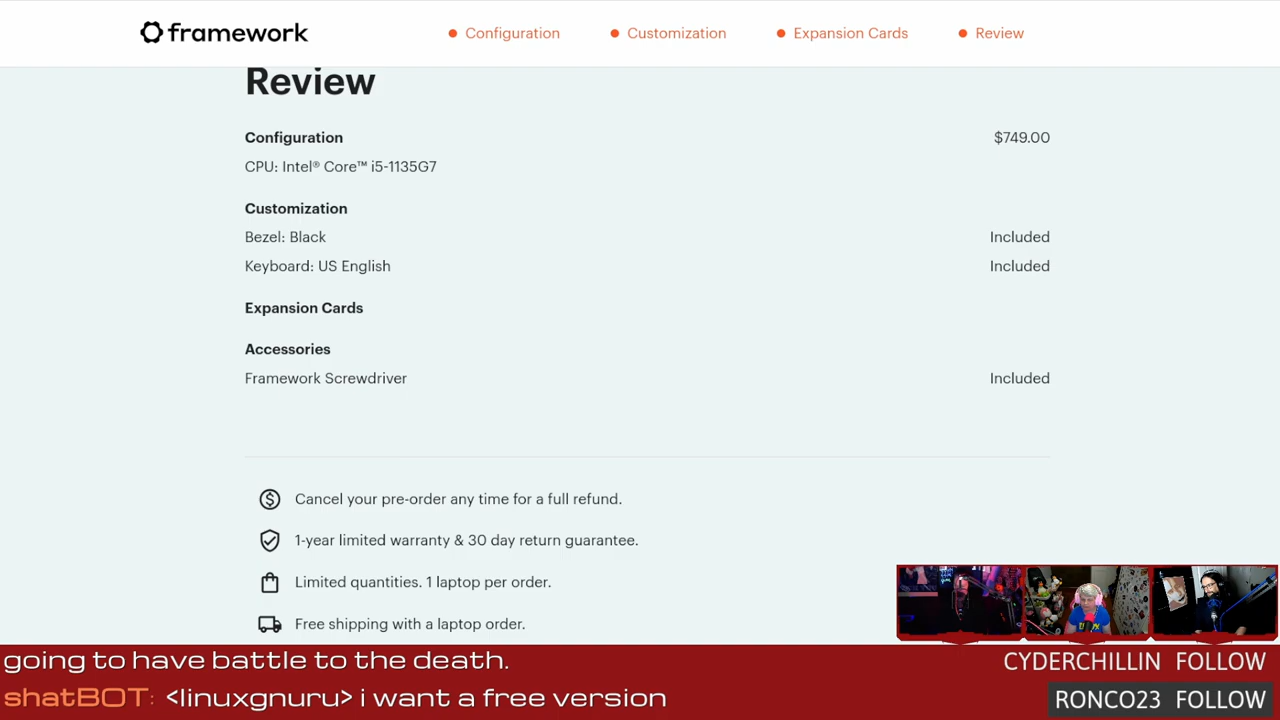 framework
Configuration
Customization
Expansion Cards
Review
Review
Configuration $749.00
CPU: Intel® Core™ i5-1135G7
Customization
Bezel: Black Included
Keyboard: US English Included
Expansion Cards
Accessories
Framework Screwdriver Included
Cancel your pre-order any time for a full refund.
1-year limited warranty & 30 day return guarantee.
Limited quantities. 1 laptop per order.
Free shipping with a laptop order.
going to have battle to the death.
shatBOT: <linuxgnuru> i want a free version
CYDERCHILLIN FOLLOW
RONCO23 FOLLOW